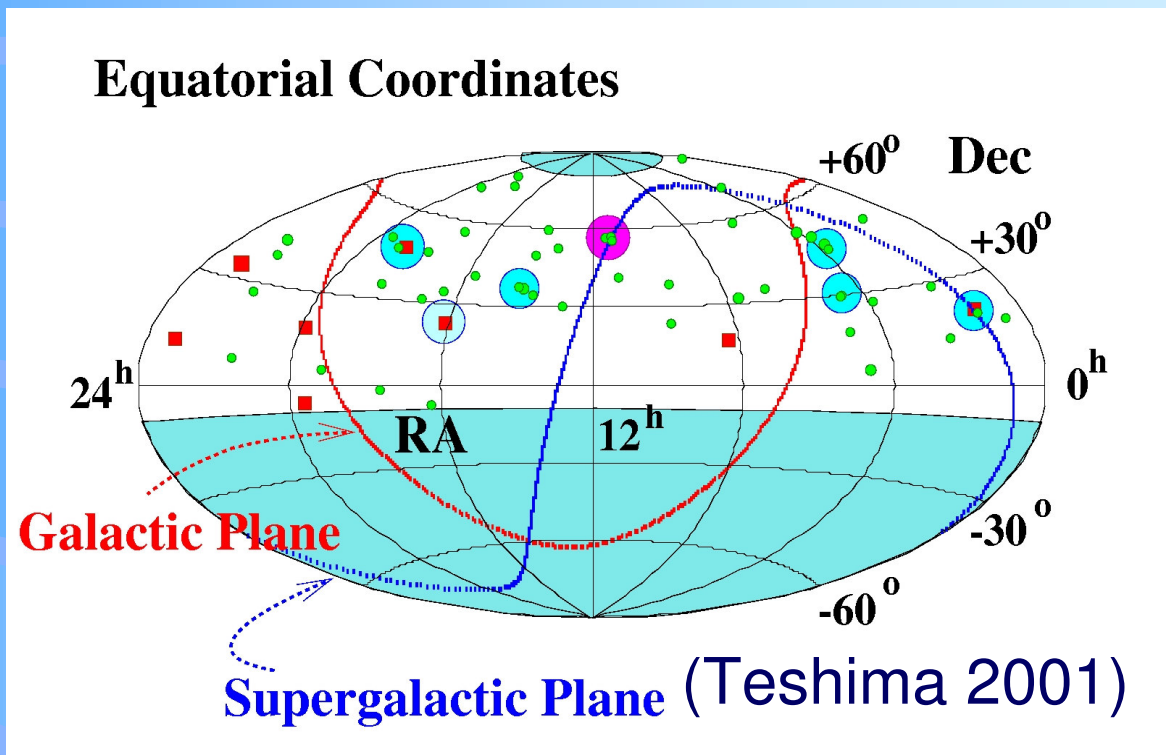 Equatorial Coordinates
+60° Dec
+30°
24ʰ
0ʰ
RA
12ʰ
Galactic Plane
-30°
-60°
Supergalactic Plane (Teshima 2001)